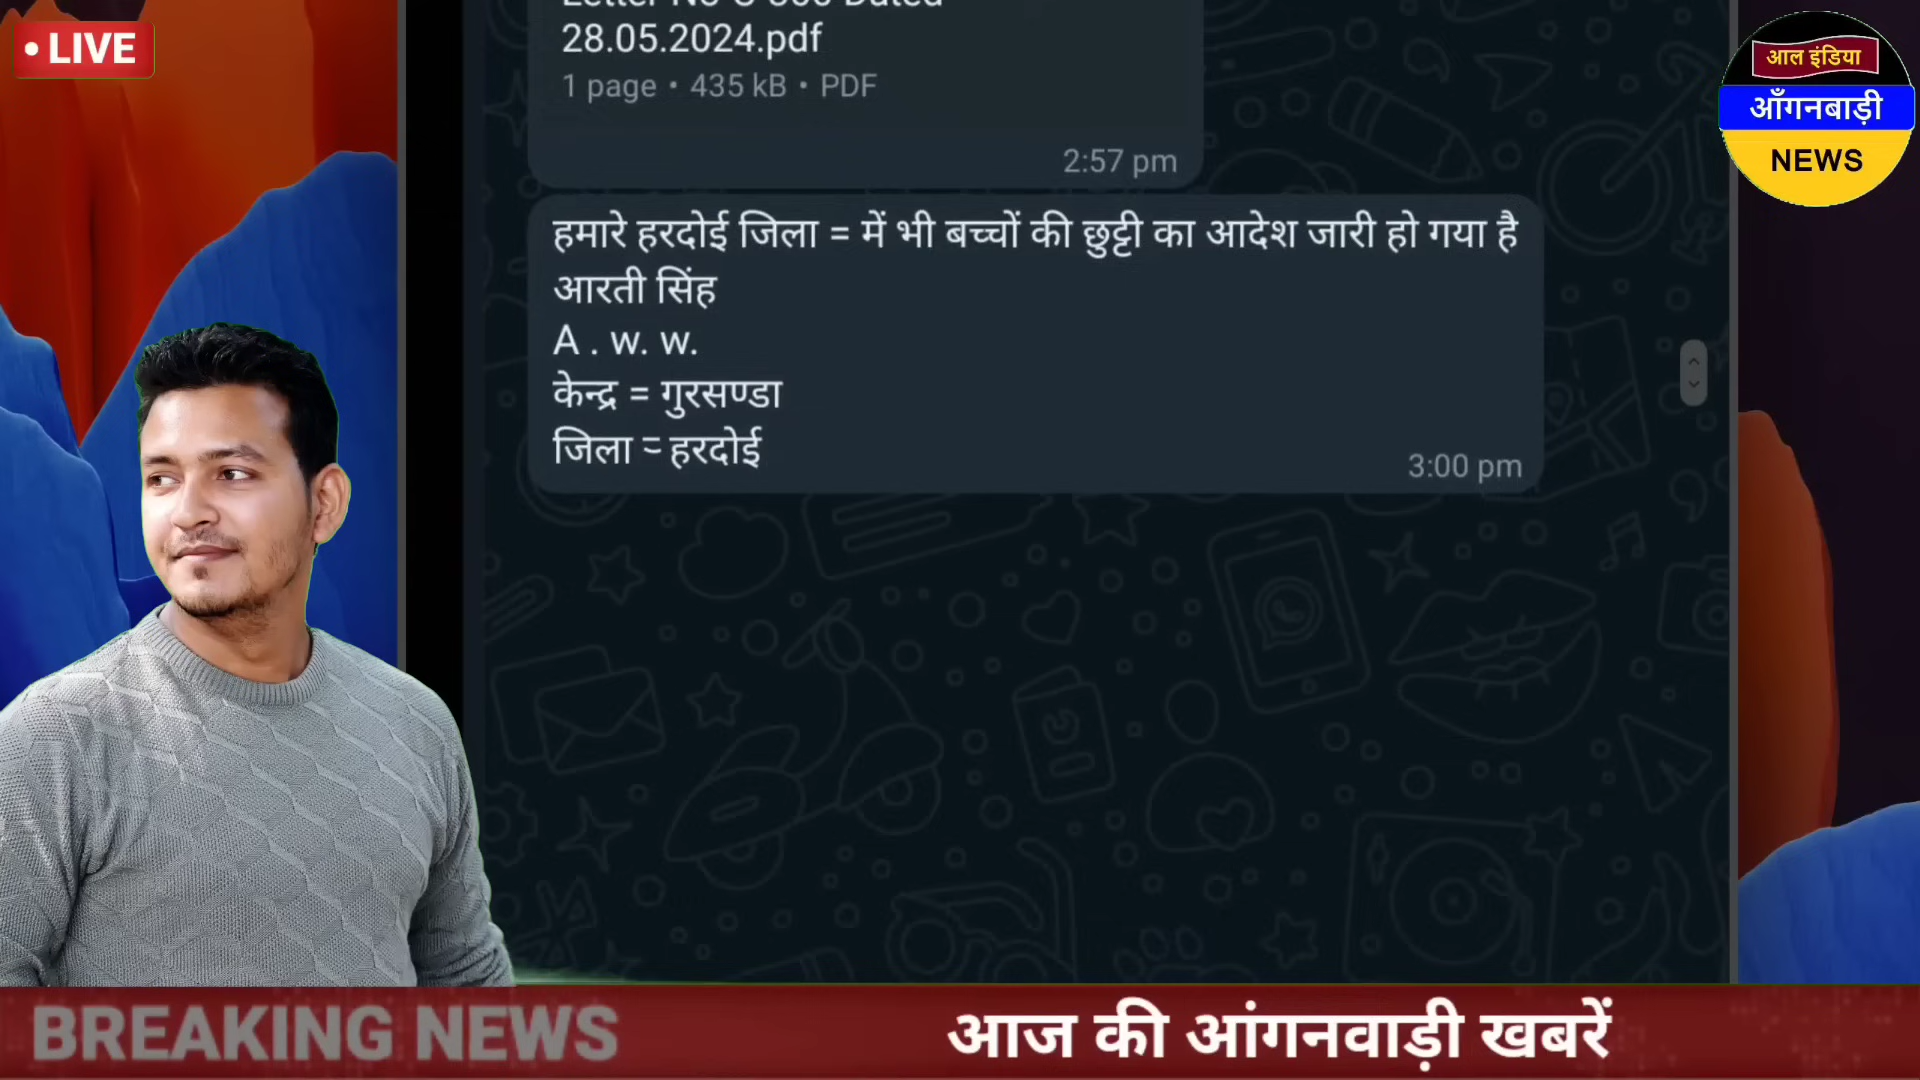 • LIVE
28.05.2024.pdf
1 page • 435 kB • PDF
2:57 pm
हमारे हरदोई जिला = में भी बच्चों की छुट्टी का आदेश जारी हो गया है
आरती सिंह
A . w. w.
केन्द्र = गुरसण्डा
जिला = हरदोई
3:00 pm
आल इंडिया
आँगनबाड़ी
NEWS
BREAKING NEWS
आज की आंगनवाड़ी खबरें